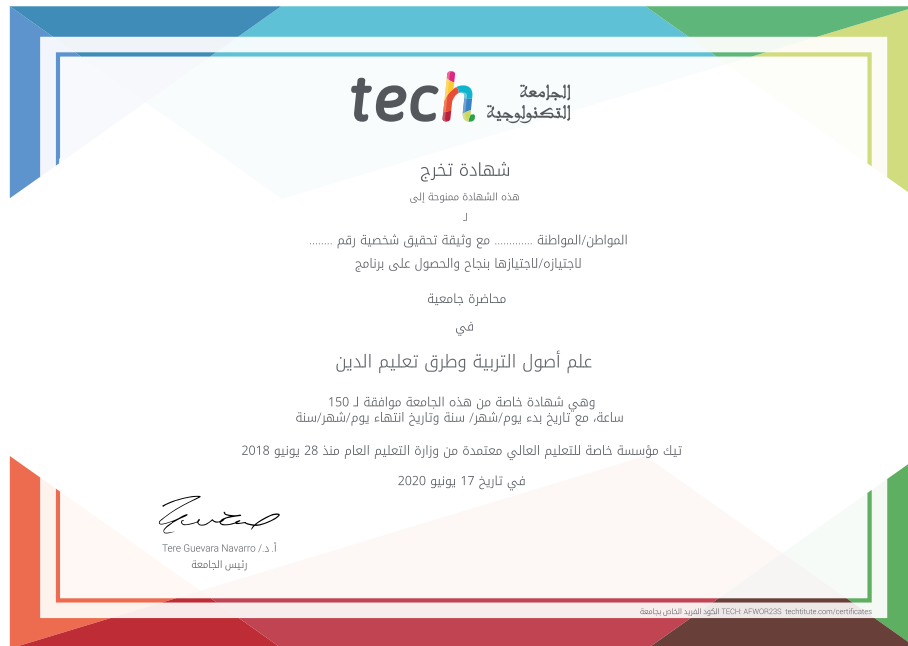 tech الجامعة
التكنولوجية
شهادة تخرج
هذه الشهادة ممنوحة إلى
لـ
المواطن/المواطنة ............. مع وثيقة تحقيق شخصية رقم ........
لاجتيازه/لاجتيازها بنجاح والحصول على برنامج
محاضرة جامعية
في
علم أصول التربية وطرق تعليم الدين
وهي شهادة خاصة من هذه الجامعة موافقة لـ 150
ساعة، مع تاريخ بدء يوم/شهر/ سنة وتاريخ انتهاء يوم/شهر/سنة
تيك مؤسسة خاصة للتعليم العالي معتمدة من وزارة التعليم العام منذ 28 يونيو 2018
في تاريخ 17 يونيو 2020
أ.د./ Tere Guevara Navarro
رئيس الجامعة
الكود الفريد الخاص بجامعة TECH: AFWOR23S techtitute.com/certificates